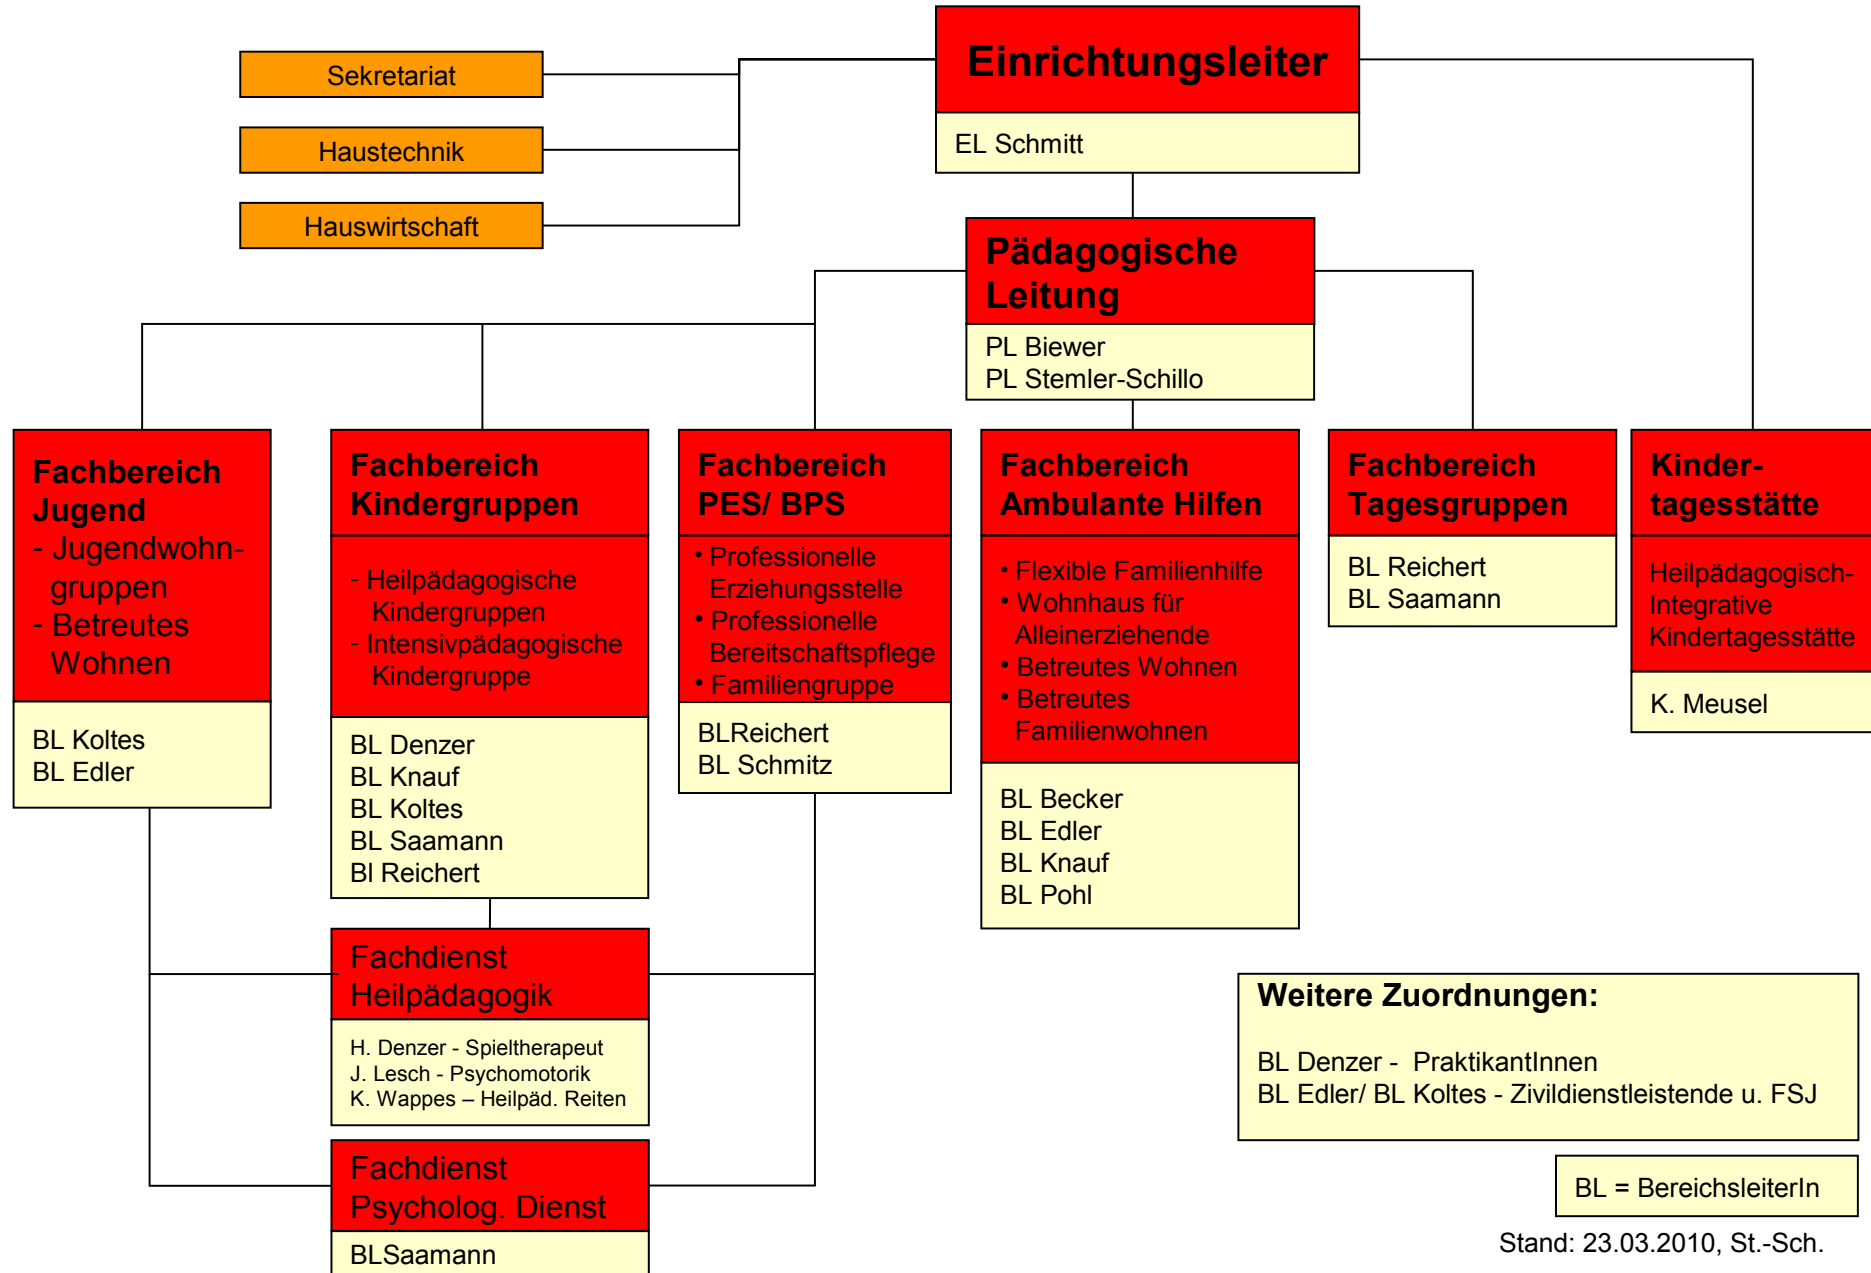 Einrichtungsleiter
EL Schmitt
Sekretariat
Haustechnik
Hauswirtschaft
Pädagogische
Leitung
PL Biewer
PL Stemler-Schillo
Fachbereich
Jugend
- Jugendwohn-
gruppen
- Betreutes
Wohnen
BL Koltes
BL Edler
Fachbereich
Kindergruppen
- Heilpädagogische
Kindergruppen
- Intensivpädagogische
Kindergruppe
BL Denzer
BL Knauf
BL Koltes
BL Saamann
Bl Reichert
Fachbereich
PES/ BPS
• Professionelle
Erziehungsstelle
• Professionelle
Bereitschaftspflege
• Familiengruppe
BLReichert
BL Schmitz
Fachbereich
Ambulante Hilfen
• Flexible Familienhilfe
• Wohnhaus für
Alleinerziehende
• Betreutes Wohnen
• Betreutes
Familienwohnen
BL Becker
BL Edler
BL Knauf
BL Pohl
Fachbereich
Tagesgruppen
BL Reichert
BL Saamann
Kinder-
tagesstätte
Heilpädagogisch-
Integrative
Kindertagesstätte
K. Meusel
Fachdienst
Heilpädagogik
H. Denzer - Spieltherapeut
J. Lesch - Psychomotorik
K. Wappes – Heilpäd. Reiten
Fachdienst
Psycholog. Dienst
BLSaamann
Weitere Zuordnungen:
BL Denzer - PraktikantInnen
BL Edler/ BL Koltes - Zivildienstleistende u. FSJ
BL = BereichsleiterIn
Stand: 23.03.2010, St.-Sch.